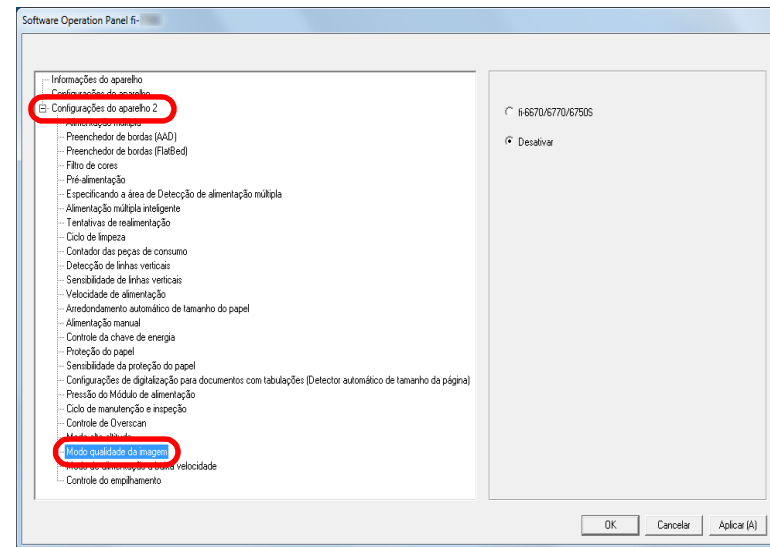 Software Operation Panel fi-
Informações do aparelho
Configurações do aparelho
Configurações do aparelho 2
Alimentação múltipla
Preenchedor de bordas (AAD)
Preenchedor de bordas (FlatBed)
Filtro de cores
Pré-alimentação
Especificando a área de Detecção de alimentação múltipla
Alimentação múltipla inteligente
Tentativas de realimentação
Ciclo de limpeza
Contador das peças de consumo
Detecção de linhas verticais
Sensibilidade de linhas verticais
Velocidade de alimentação
Arredondamento automático de tamanho do papel
Alimentação manual
Controle da chave de energia
Proteção do papel
Sensibilidade da proteção do papel
Configurações de digitalização para documentos com tabulações (Detector automático de tamanho da página)
Pressão do Módulo de alimentação
Ciclo de manutenção e inspeção
Controle de Overscan
Modo alta altitude
Modo qualidade da imagem
Modo de alimentação a baixa velocidade
Controle do empilhamento
fi-6670/6770/6750S
Desativar
OK Cancelar Aplicar (A)